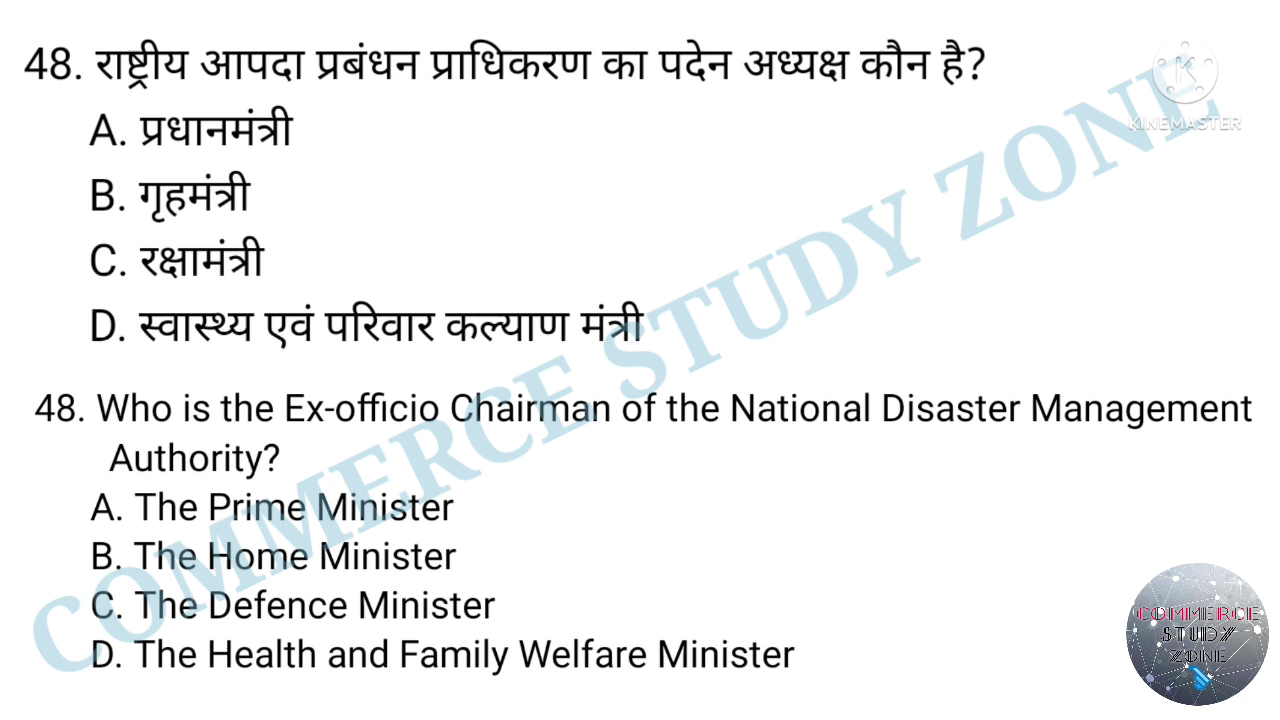 48. राष्ट्रीय आपदा प्रबंधन प्राधिकरण का पदेन अध्यक्ष कौन है?
A. प्रधानमंत्री
B. गृहमंत्री
C. रक्षामंत्री
D. स्वास्थ्य एवं परिवार कल्याण मंत्री
48. Who is the Ex-officio Chairman of the National Disaster Management
Authority?
A. The Prime Minister
B. The Home Minister
C. The Defence Minister
D. The Health and Family Welfare Minister
COMMERCE STUDY ZONE
K
KINEMASTER
COMMERCE
STUDY
ZONE